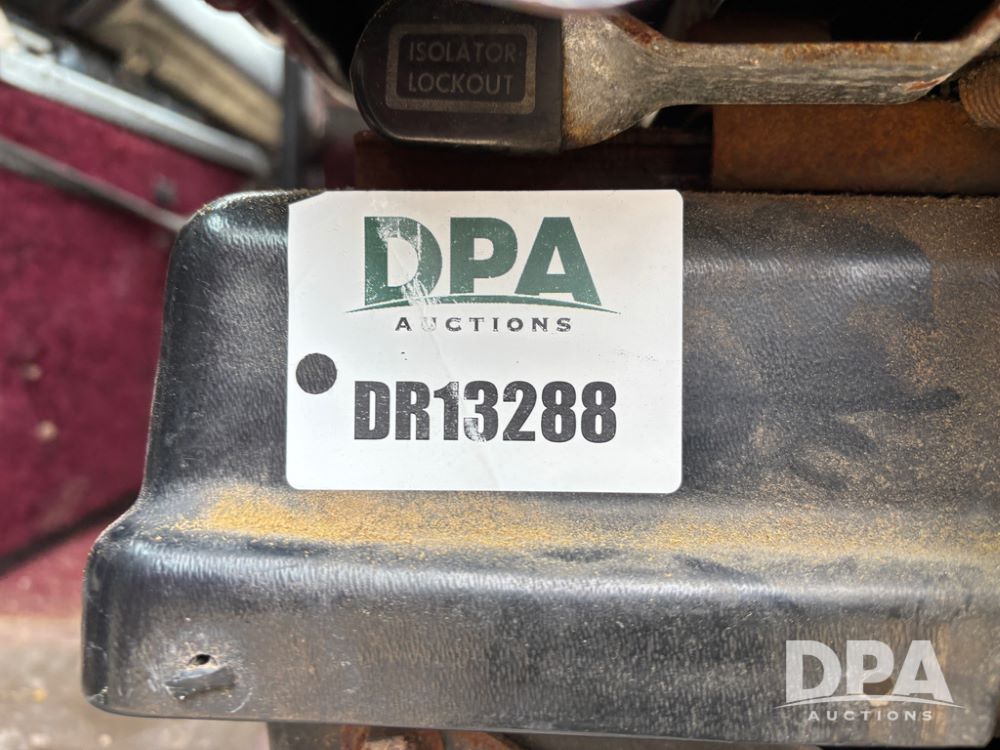 ISOLATOR
LOCKOUT
DPA
AUCTIONS
DR13288
DPA
AUCTIONS